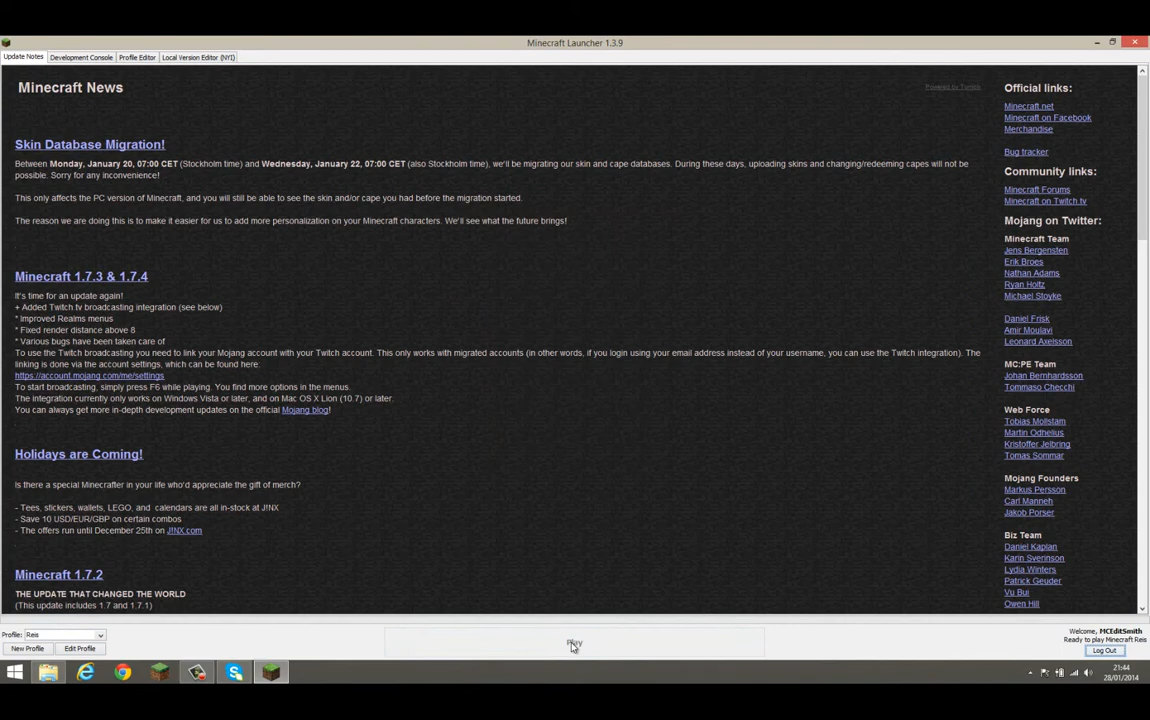 Minecraft Launcher 1.3.9
Update Notes Development Console Profile Editor Local Version Editor (NYI)
Minecraft News
Powered by Tumblr
Skin Database Migration!
Between Monday, January 20, 07:00 CET (Stockholm time) and Wednesday, January 22, 07:00 CET (also Stockholm time), we'll be migrating our skin and cape databases. During these days, uploading skins and changing/redeeming capes will not be
possible. Sorry for any inconvenience!
This only affects the PC version of Minecraft, and you will still be able to see the skin and/or cape you had before the migration started.
The reason we are doing this is to make it easier for us to add more personalization on your Minecraft characters. We'll see what the future brings!
Minecraft 1.7.3 & 1.7.4
It's time for an update again!
+ Added Twitch tv broadcasting integration (see below)
* Improved Realms menus
* Fixed render distance above 8
* Various bugs have been taken care of
To use the Twitch broadcasting you need to link your Mojang account with your Twitch account. This only works with migrated accounts (in other words, if you login using your email address instead of your username, you can use the Twitch integration). The
linking is done via the account settings, which can be found here:
https://account.mojang.com/me/settings
To start broadcasting, simply press F6 while playing. You find more options in the menus.
The integration currently only works on Windows Vista or later, and on Mac OS X Lion (10.7) or later.
You can always get more in-depth development updates on the official Mojang blog!
Holidays are Coming!
Is there a special Minecrafter in your life who'd appreciate the gift of merch?
- Tees, stickers, wallets, LEGO, and calendars are all in-stock at J!NX
- Save 10 USD/EUR/GBP on certain combos
- The offers run until December 25th on J!NX.com
Minecraft 1.7.2
THE UPDATE THAT CHANGED THE WORLD
(This update includes 1.7 and 1.7.1)
Official links:
Minecraft.net
Minecraft on Facebook
Merchandise
Bug tracker
Community links:
Minecraft Forums
Minecraft on Twitch tv
Mojang on Twitter:
Minecraft Team
Jens Bergensten
Erik Broes
Nathan Adams
Ryan Holtz
Michael Stoyke
Daniel Frisk
Amir Moulavi
Leonard Axelsson
MC:PE Team
Johan Bernhardsson
Tommaso Checchi
Web Force
Tobias Mollstam
Martin Odhelius
Kristoffer Jelbring
Tomas Sommar
Mojang Founders
Markus Persson
Carl Manneh
Jakob Porser
Biz Team
Daniel Kaplan
Karin Severinson
Lydia Winters
Patrick Geuder
Vu Bui
Owen Hill
Profile: Reis
New Profile Edit Profile
Play
Welcome, MCEditSmith
Ready to play Minecraft Reis
Log Out
21:44
28/01/2014